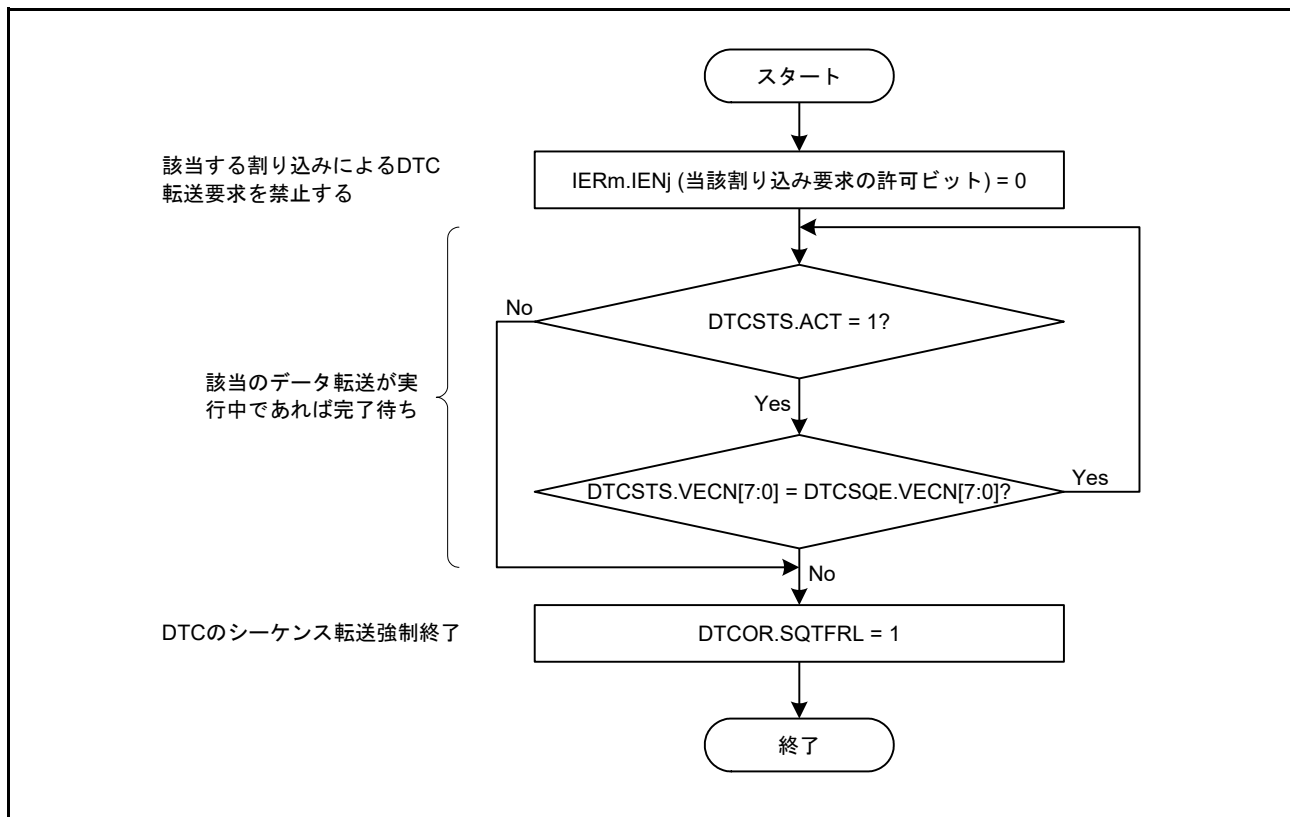 スタート
該当する割り込みによるDTC
転送要求を禁止する
IERm.IENj (当該割り込み要求の許可ビット) = 0
No
DTCSTS.ACT = 1?
該当のデータ転送が実
行中であれば完了待ち
Yes
DTCSTS.VECN[7:0] = DTCSQE.VECN[7:0]?
Yes
No
DTCのシーケンス転送強制終了
DTCOR.SQTFRL = 1
終了